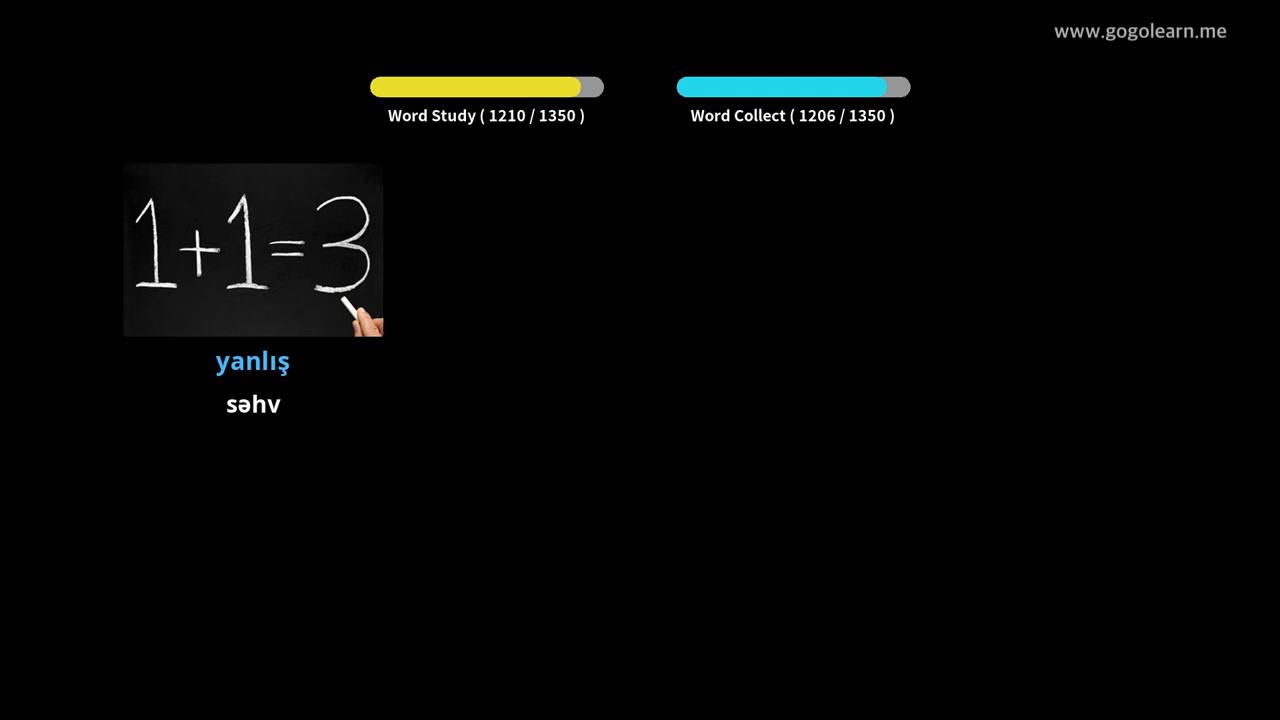 www.gogolearn.me
Word Study ( 1210 / 1350 )
Word Collect ( 1206 / 1350 )
1+1=3
yanlış
səhv